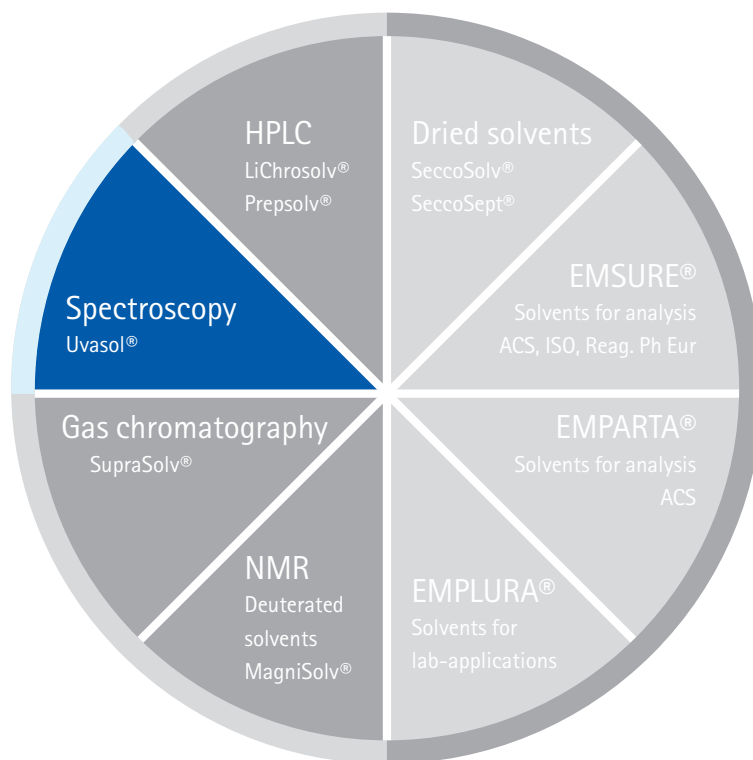 HPLC
LiChrosolv®
Prepsolv®
Dried solvents
SeccoSolv®
SeccoSept®
Spectroscopy
Uvasol®
EMSURE®
Solvents for analysis
ACS, ISO, Reag. Ph Eur
Gas chromatography
SupraSolv®
EMPARTA®
Solvents for analysis
ACS
NMR
Deuterated
solvents
MagniSolv®
EMPLURA®
Solvents for
lab-applications